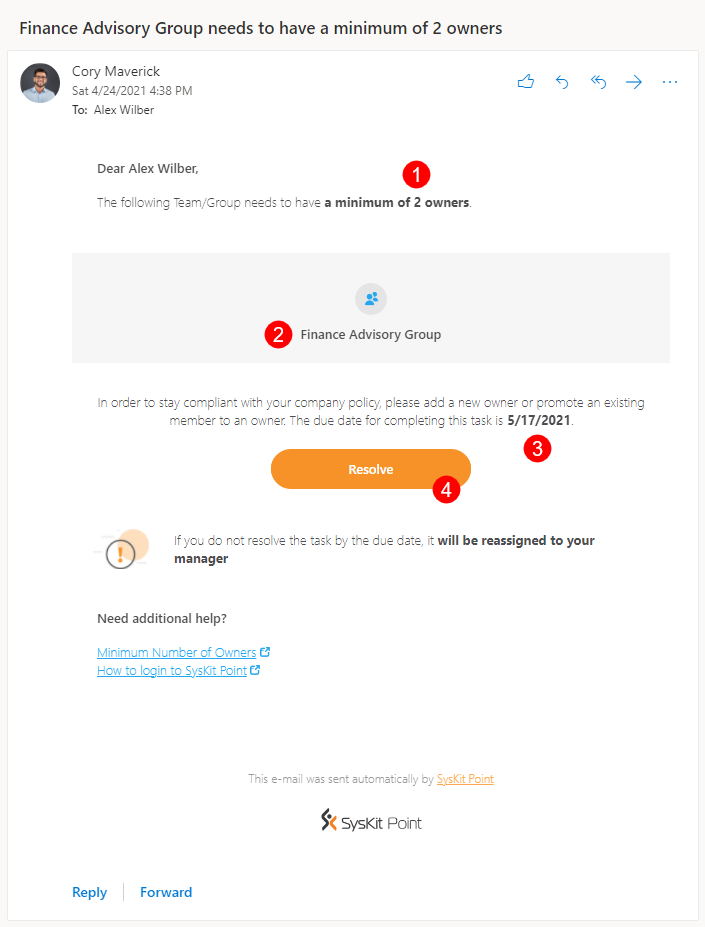 Finance Advisory Group needs to have a minimum of 2 owners
Cory Maverick
Sat 4/24/2021 4:38 PM
To: Alex Wilber
Dear Alex Wilber,
1
The following Team/Group needs to have a minimum of 2 owners.
2 Finance Advisory Group
In order to stay compliant with your company policy, please add a new owner or promote an existing
member to an owner. The due date for completing this task is 5/17/2021.
3
Resolve
4
If you do not resolve the task by the due date, it will be reassigned to your
manager
Need additional help?
Minimum Number of Owners
How to login to SysKit Point
This e-mail was sent automatically by SysKit Point
SysKit Point
Reply Forward